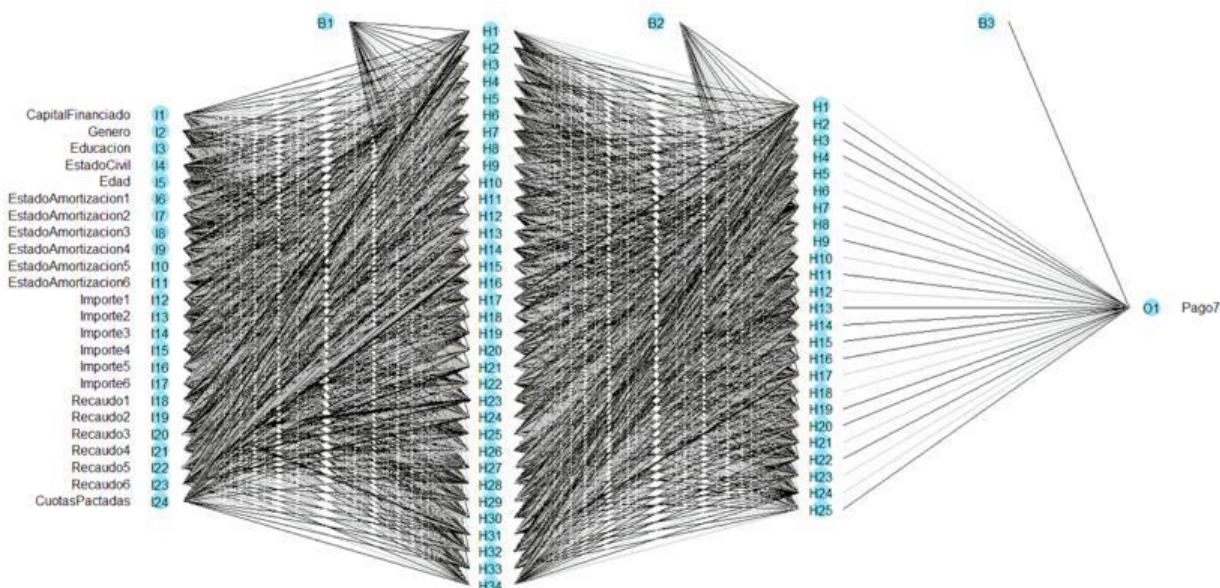 B1 B2 B3
H1
H2
H3
H4
H5
H6
H7
H8
H9
H10
H11
H12
H13
H14
H15
H16
H17
H18
H19
H20
H21
H22
H23
H24
H25
H26
H27
H28
H29
H30
H31
H32
H33
H34
CapitalFinanciado I1
Genero I2
Educacion I3
EstadoCivil I4
Edad I5
EstadoAmortizacion1 I6
EstadoAmortizacion2 I7
EstadoAmortizacion3 I8
EstadoAmortizacion4 I9
EstadoAmortizacion5 I10
EstadoAmortizacion6 I11
Importe1 I12
Importe2 I13
Importe3 I14
Importe4 I15
Importe5 I16
Importe6 I17
Recaudo1 I18
Recaudo2 I19
Recaudo3 I20
Recaudo4 I21
Recaudo5 I22
Recaudo6 I23
CuotasPactadas I24
H1
H2
H3
H4
H5
H6
H7
H8
H9
H10
H11
H12
H13
H14
H15
H16
H17
H18
H19
H20
H21
H22
H23
H24
H25
O1 Pago7